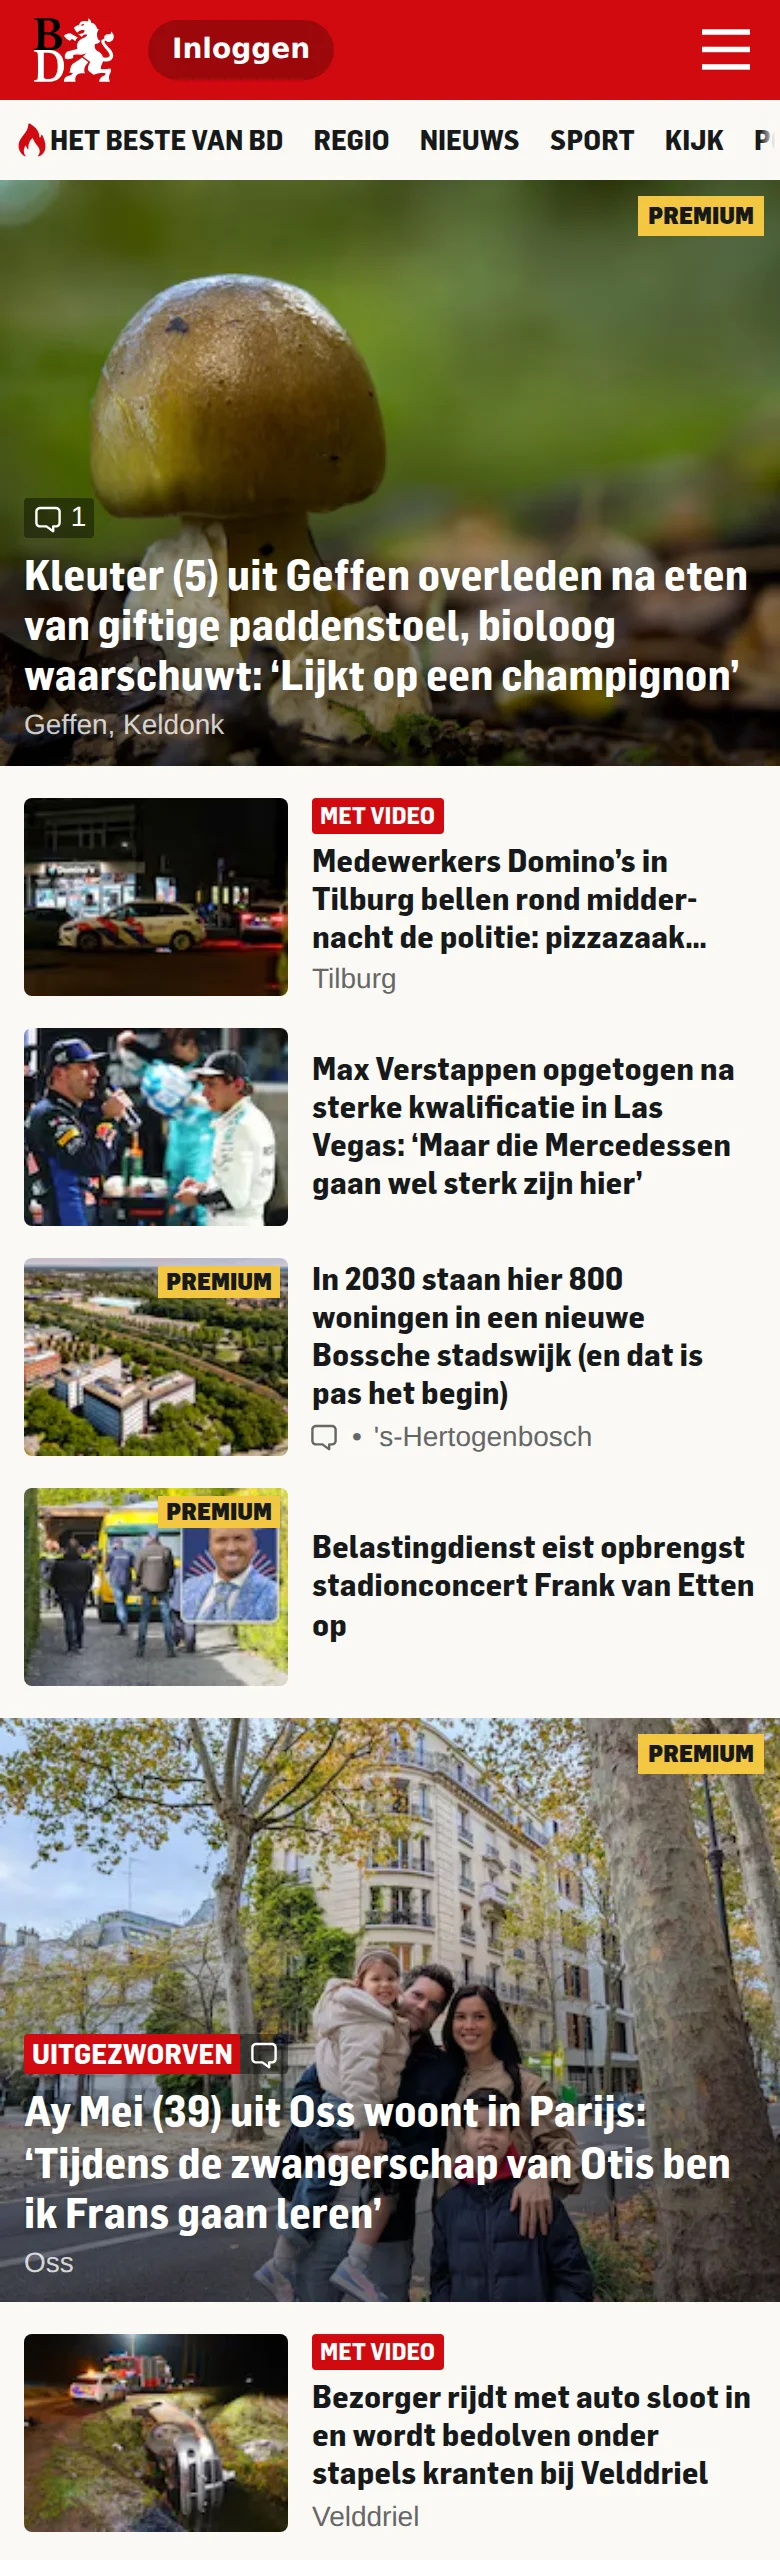 B
D
Inloggen
HET BESTE VAN BD REGIO NIEUWS SPORT KIJK
PREMIUM
1
Kleuter (5) uit Geffen overleden na eten
van giftige paddenstoel, bioloog
waarschuwt: ‘Lijkt op een champignon’
Geffen, Keldonk
MET VIDEO
Medewerkers Domino’s in
Tilburg bellen rond midder-
nacht de politie: pizzazaak...
Tilburg
Max Verstappen opgetogen na
sterke kwalificatie in Las
Vegas: ‘Maar die Mercedessen
gaan wel sterk zijn hier’
PREMIUM
In 2030 staan hier 800
woningen in een nieuwe
Bossche stadswijk (en dat is
pas het begin)
• 's-Hertogenbosch
PREMIUM
Belastingdienst eist opbrengst
stadionconcert Frank van Etten
op
PREMIUM
UITGEZWORVEN
Ay Mei (39) uit Oss woont in Parijs:
‘Tijdens de zwangerschap van Otis ben
ik Frans gaan leren’
Oss
MET VIDEO
Bezorger rijdt met auto sloot in
en wordt bedolven onder
stapels kranten bij Velddriel
Velddriel